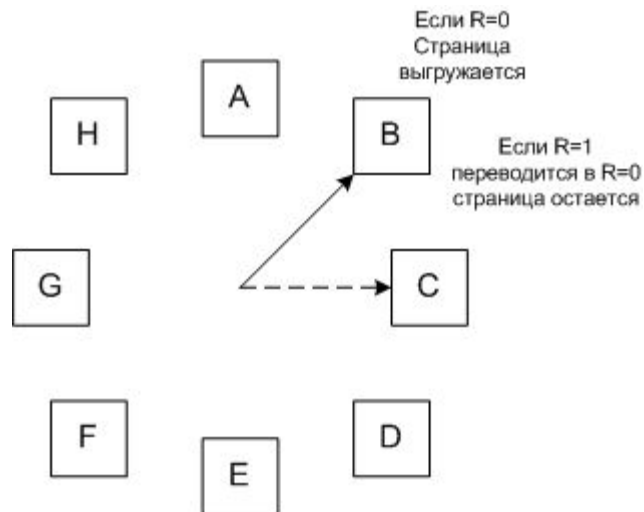 Если R=0
Страница
выгружается
A
H
B
Если R=1
переводится в R=0
страница остается
G
C
F
D
E